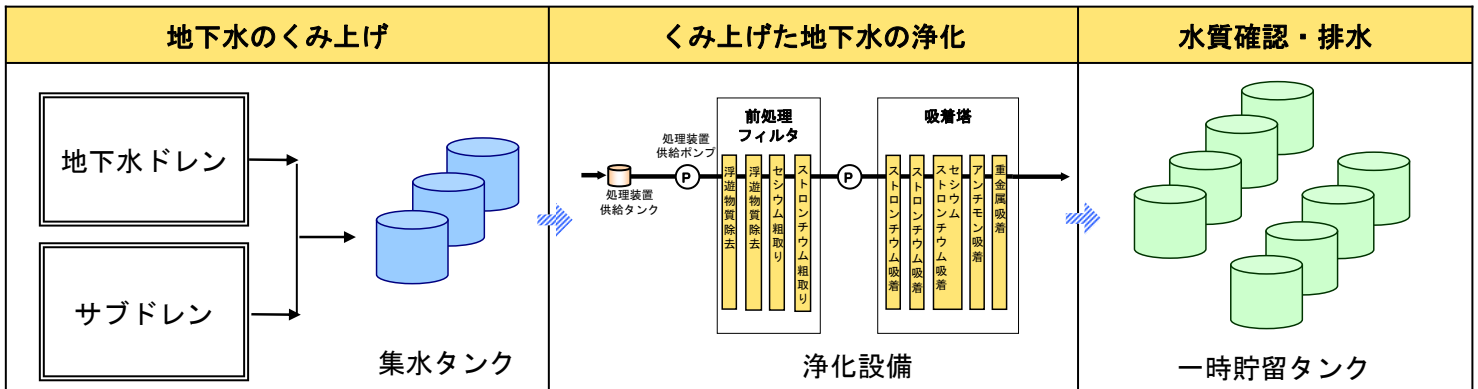 地下水のくみ上げ
くみ上げた地下水の浄化
水質確認・排水
地下水ドレン
サブドレン
集水タンク
処理装置
供給タンク
処理装置
供給ポンプ
P
前処理
フィルタ
浮遊物質除去
浮遊物質除去
セシウム粗取り
ストロンチウム粗取り
P
吸着塔
ストロンチウム吸着
ストロンチウム吸着
セシウム
ストロンチウム吸着
アンチモン吸着
重金属吸着
浄化設備
一時貯留タンク